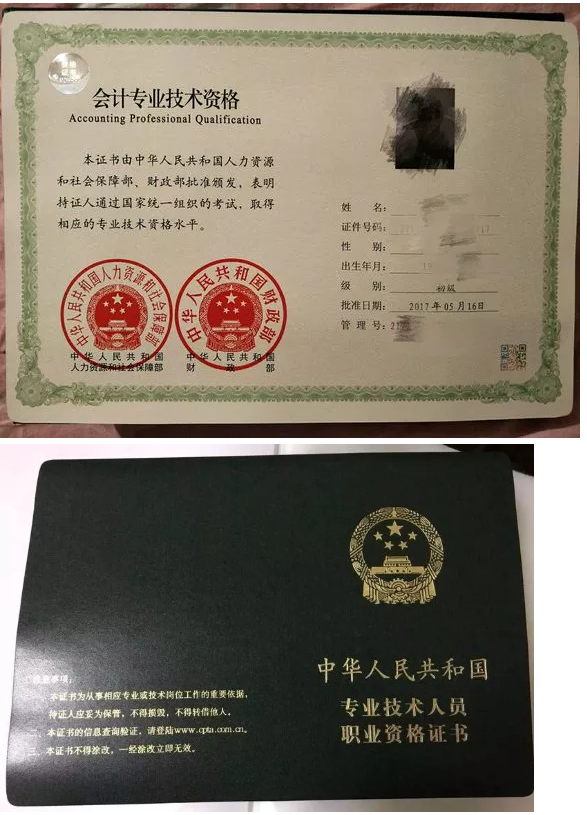 会计专业技术资格
Accounting Professional Qualification
本证书由中华人民共和国人力资源
和社会保障部、财政部批准颁发，表明
持证人通过国家统一组织的考试，取得
相应的专业技术资格水平。
中华人民共和国人力资源和社会保障部
中华人民共和国财政部
中华人民共和国
人力资源和社会保障部
中华人民共和国
财政部
姓 名：
证件号码：
性 别：
出生年月：19
级 别：初级
批准日期：2017年05月16日
管 理 号：21
中华人民共和国
专业技术人员
职业资格证书
事项：
一、本证书为从事相应专业或技术岗位工作的重要依据，
持证人应妥为保管，不得损毁，不得转借他人。
二、本证书的信息查询验证，请登陆www.cpta.com.cn。
三、本证书不得涂改，一经涂改立即无效。